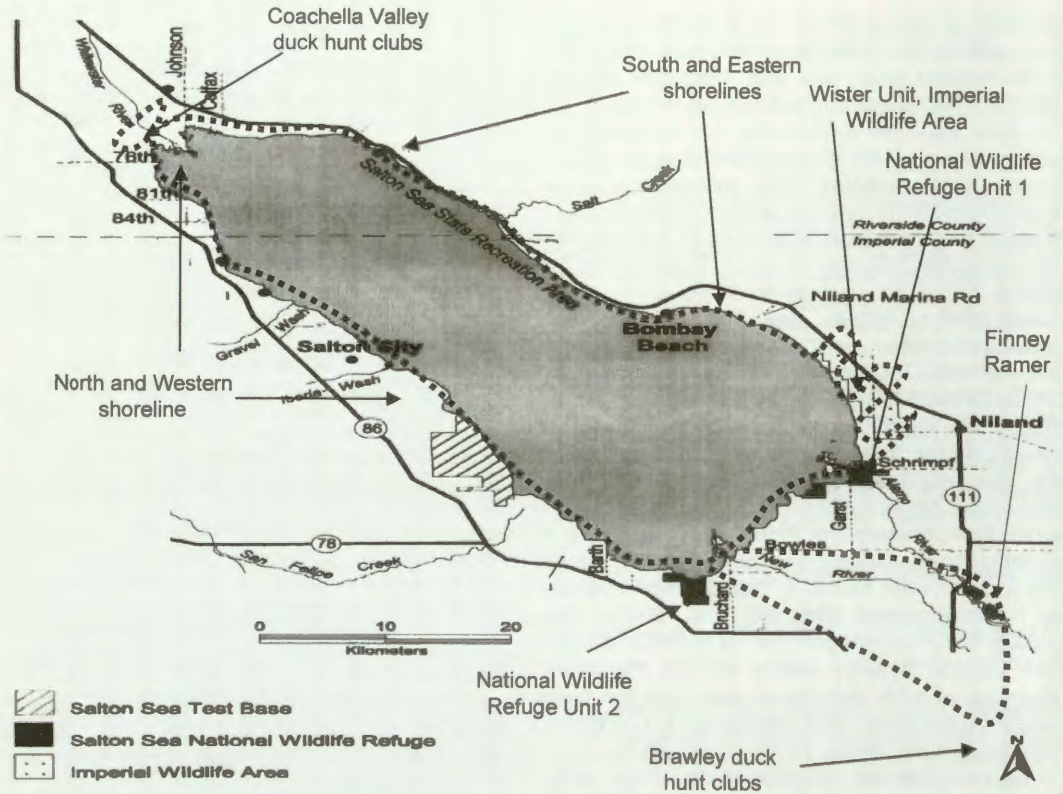 Coachella Valley
duck hunt clubs
Johnson
Colfax
Whitewater
River
South and Eastern
shorelines
Wister Unit, Imperial
Wildlife Area
National Wildlife
Refuge Unit 1
78th
81th
84th
Salton Sea State Recreation Area
Salt Creek
Riverside County
Imperial County
Niland Marina Rd
Bombay
Beach
Finney
Ramer
Gravel Wash
Salton City
Iberia Wash
North and Western
shoreline
86
Niland
Schrimpf
Alamo
River
111
Garst
78
San Felipe Creek
Barth
Bowles
New
River
Bruchard
0 10 20
Kilometers
National Wildlife
Refuge Unit 2
Salton Sea Test Base
Salton Sea National Wildlife Refuge
Imperial Wildlife Area
Brawley duck
hunt clubs
N